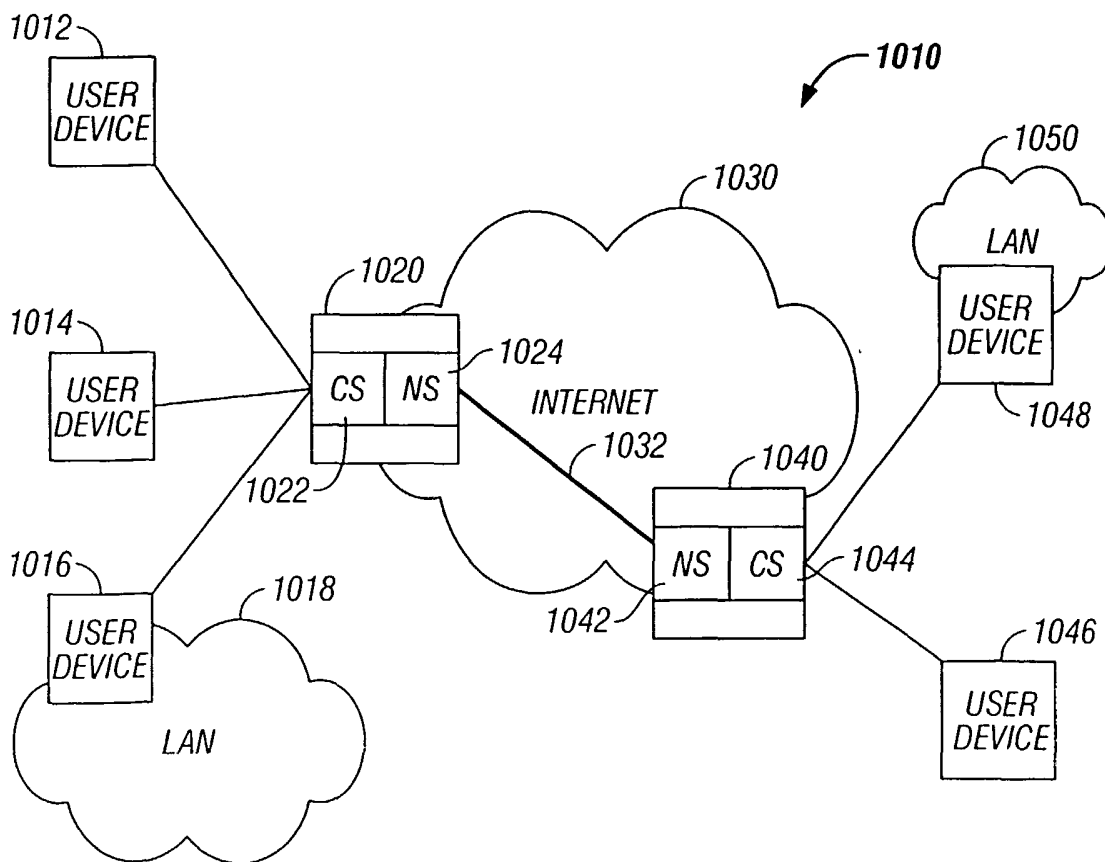 1012
USER
DEVICE
1010
1050
LAN
1030
USER
DEVICE
1048
1020
1014
USER
DEVICE
1024
CS
NS
INTERNET
1022
1032
1040
NS
CS
1044
1042
1016
USER
DEVICE
1018
LAN
1046
USER
DEVICE